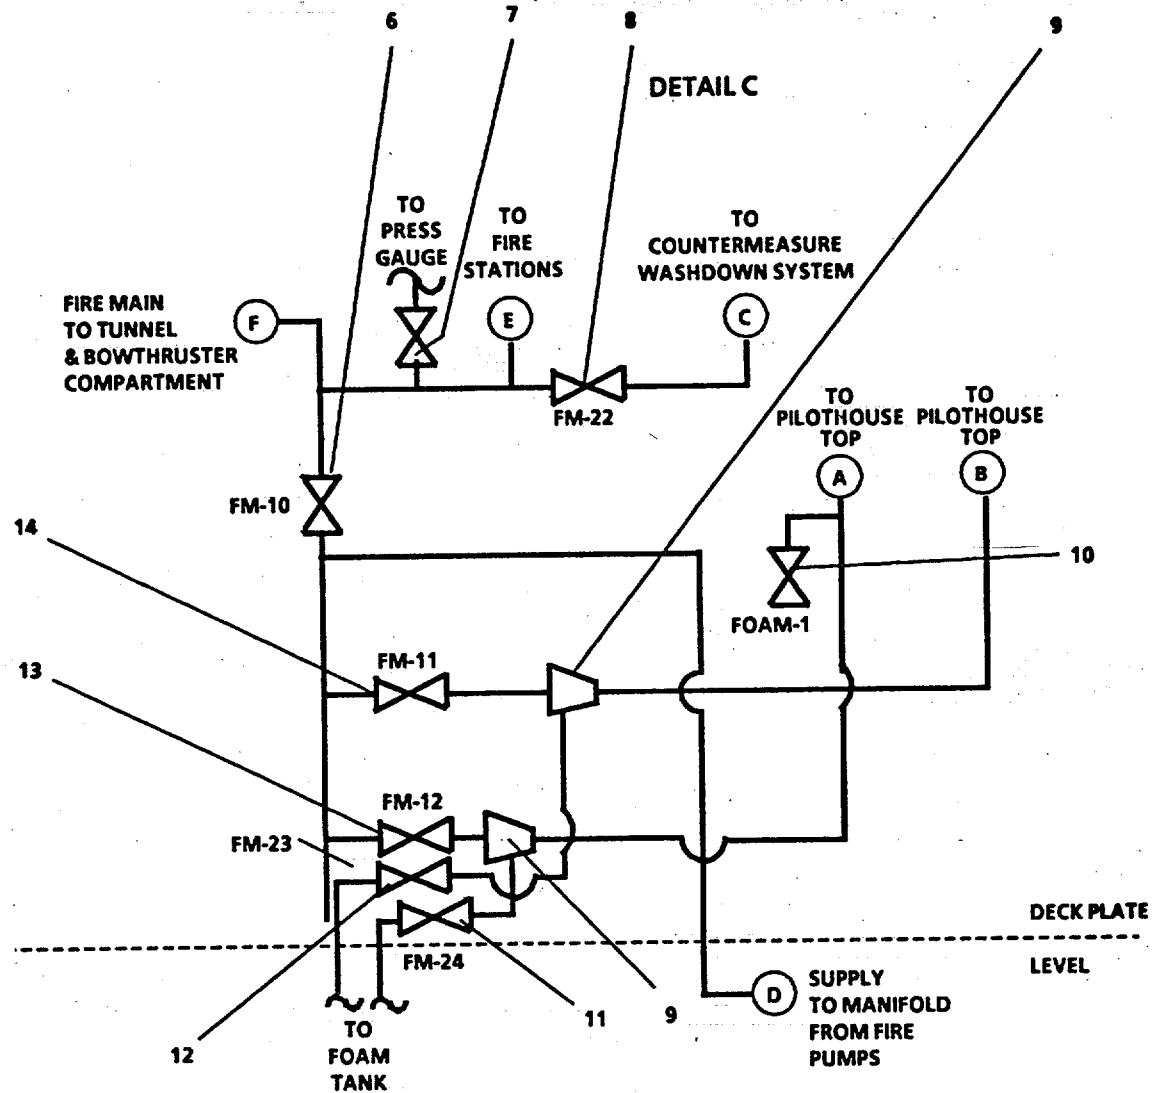 6
7
8
9
DETAIL C
TO
PRESS
GAUGE
TO
FIRE
STATIONS
TO
COUNTERMEASURE
WASHDOWN SYSTEM
FIRE MAIN
TO TUNNEL
& BOWTHRUSTER
COMPARTMENT
F
E
C
FM-22
TO
PILOTHOUSE
TOP
TO
PILOTHOUSE
TOP
A
B
FM-10
14
10
FOAM-1
13
FM-11
FM-12
FM-23
DECK PLATE
LEVEL
FM-24
D
SUPPLY
TO MANIFOLD
FROM FIRE
PUMPS
12
11
9
TO
FOAM
TANK